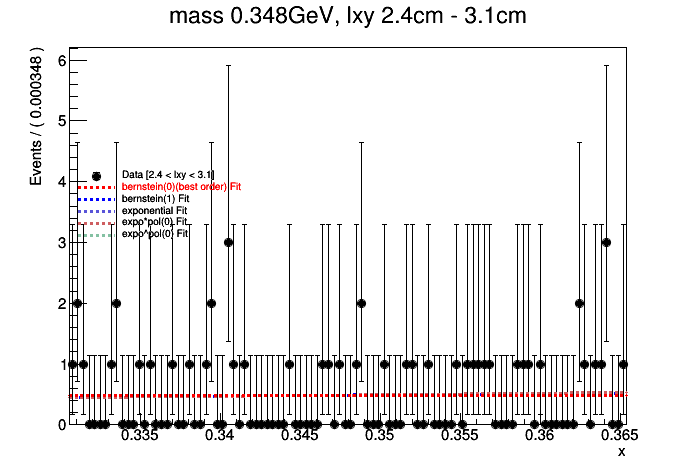 mass 0.348GeV, lxy 2.4cm - 3.1cm
Events / ( 0.000348 )
6
5
4
3
2
1
0
Data [2.4 < lxy < 3.1]
bernstein(0)(best order) Fit
bernstein(1) Fit
exponential Fit
expo*pol(0) Fit
expo^pol(0) Fit
0.335 0.34 0.345 0.35 0.355 0.36 0.365
x